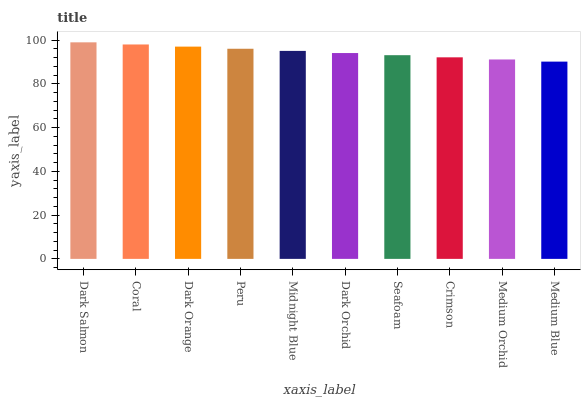 title
yaxis_label
100
80
60
40
20
0
Dark Salmon
Coral
Dark Orange
Peru
Midnight Blue
Dark Orchid
Seafoam
Crimson
Medium Orchid
Medium Blue
xaxis_label